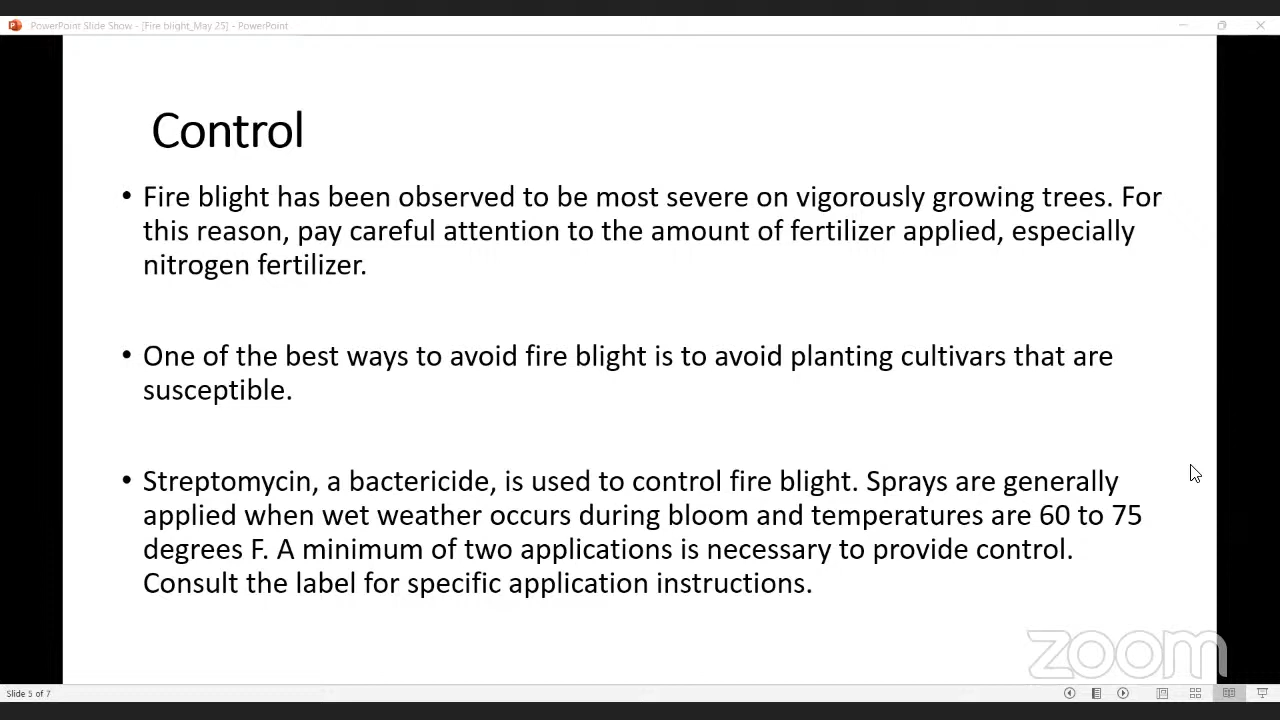 PowerPoint Slide Show - [Fire blight_May 25] - PowerPoint
Control
• Fire blight has been observed to be most severe on vigorously growing trees. For
this reason, pay careful attention to the amount of fertilizer applied, especially
nitrogen fertilizer.
• One of the best ways to avoid fire blight is to avoid planting cultivars that are
susceptible.
• Streptomycin, a bactericide, is used to control fire blight. Sprays are generally
applied when wet weather occurs during bloom and temperatures are 60 to 75
degrees F. A minimum of two applications is necessary to provide control.
Consult the label for specific application instructions.
zoom
Slide 5 of 7